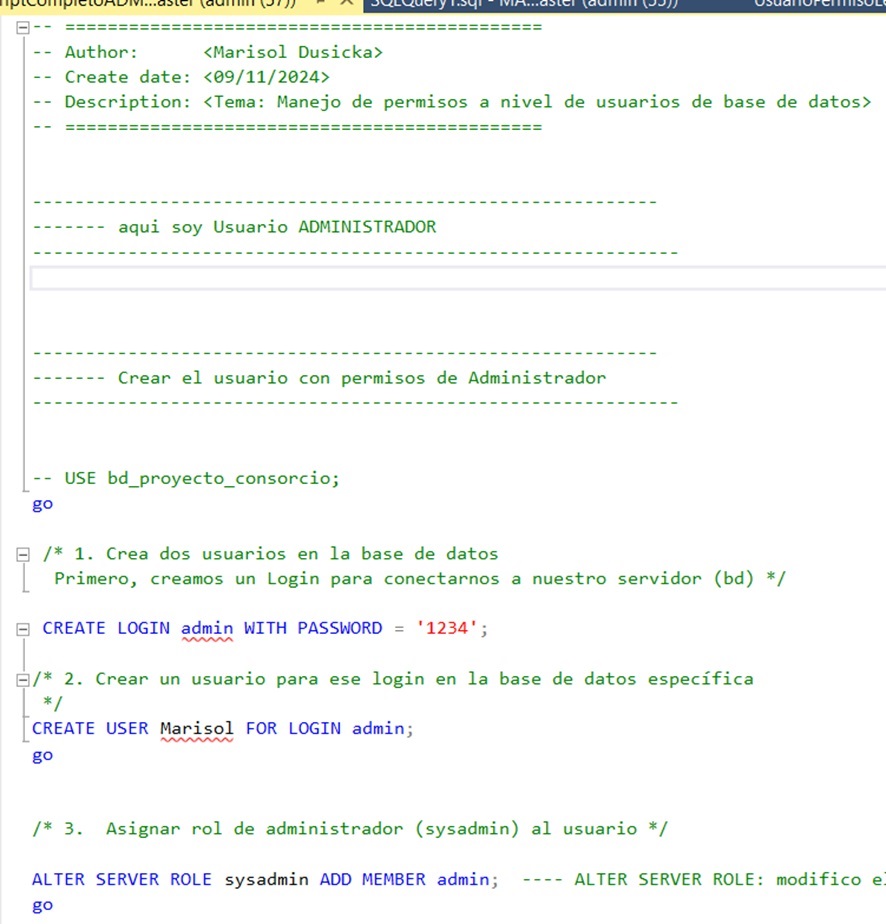 (admin (57))
SQLQuery1.sql - MA...aster (admin (55))
-- =============================================
-- Author: <Marisol Dusicka>
-- Create date: <09/11/2024>
-- Description: <Tema: Manejo de permisos a nivel de usuarios de base de datos>
-- =============================================
-----------------------------------------------------------
------- aqui soy Usuario ADMINISTRADOR
-------------------------------------------------------------
-----------------------------------------------------------
------- Crear el usuario con permisos de Administrador
-------------------------------------------------------------
-- USE bd_proyecto_consorcio;
go
/* 1. Crea dos usuarios en la base de datos
Primero, creamos un Login para conectarnos a nuestro servidor (bd) */
CREATE LOGIN admin WITH PASSWORD = '1234';
/* 2. Crear un usuario para ese login en la base de datos específica
*/
CREATE USER Marisol FOR LOGIN admin;
go
/* 3. Asignar rol de administrador (sysadmin) al usuario */
ALTER SERVER ROLE sysadmin ADD MEMBER admin; ---- ALTER SERVER ROLE: modifico
go